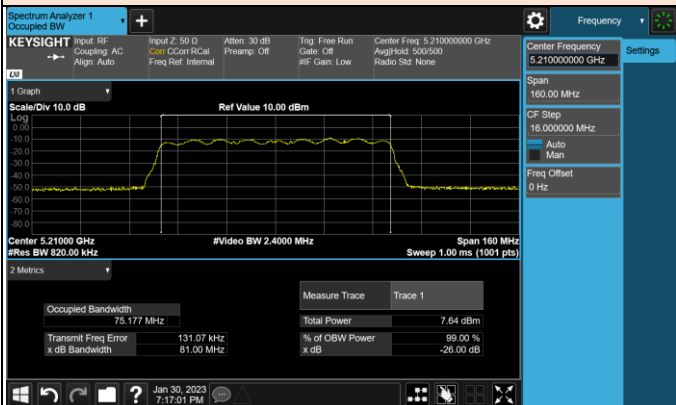 Spectrum Analyzer 1
Occupied BW
Frequency
KEYSIGHT
Input: RF
Coupling: AC
Align: Auto
Input Z: 50 Ω
Corr CCorr RCal
Freq Ref: Internal
Atten: 30 dB
Preamp: Off
Trig: Free Run
Gate: Off
#IF Gain: Low
Center Freq: 5.210000000 GHz
Avg|Hold: 500/500
Radio Std: None
LXI
Center Frequency
5.210000000 GHz
Settings
Span
160.00 MHz
CF Step
16.000000 MHz
Auto
Man
Freq Offset
0 Hz
1 Graph
Scale/Div 10.0 dB
Ref Value 10.00 dBm
Log
0.00
-10.0
-20.0
-30.0
-40.0
-50.0
-60.0
-70.0
-80.0
Center 5.21000 GHz
#Video BW 2.4000 MHz
Span 160 MHz
#Res BW 820.00 kHz
Sweep 1.00 ms (1001 pts)
2 Metrics
Measure Trace
Trace 1
Occupied Bandwidth
75.177 MHz
Total Power
7.64 dBm
Transmit Freq Error
131.07 kHz
% of OBW Power
99.00 %
x dB Bandwidth
81.00 MHz
x dB
-26.00 dB
Jan 30, 2023
7:17:01 PM